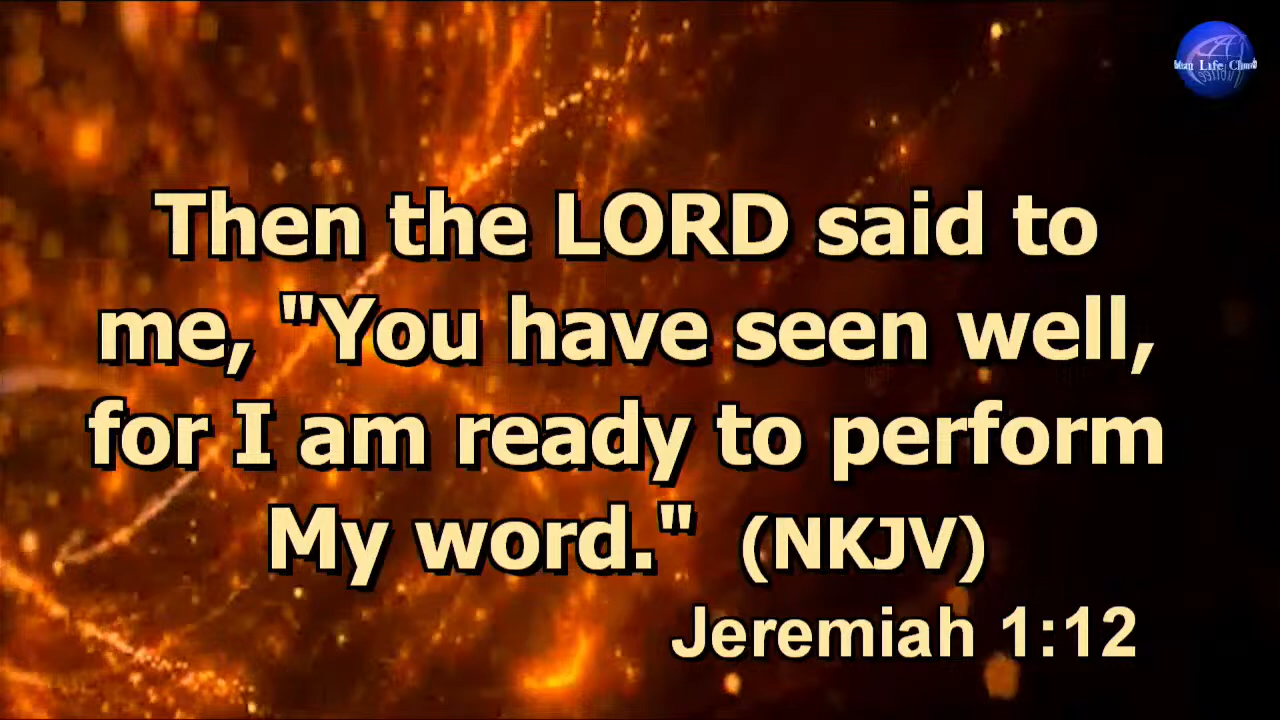 Then the LORD said to
me, "You have seen well,
for I am ready to perform
My word." (NKJV)
Jeremiah 1:12
Life